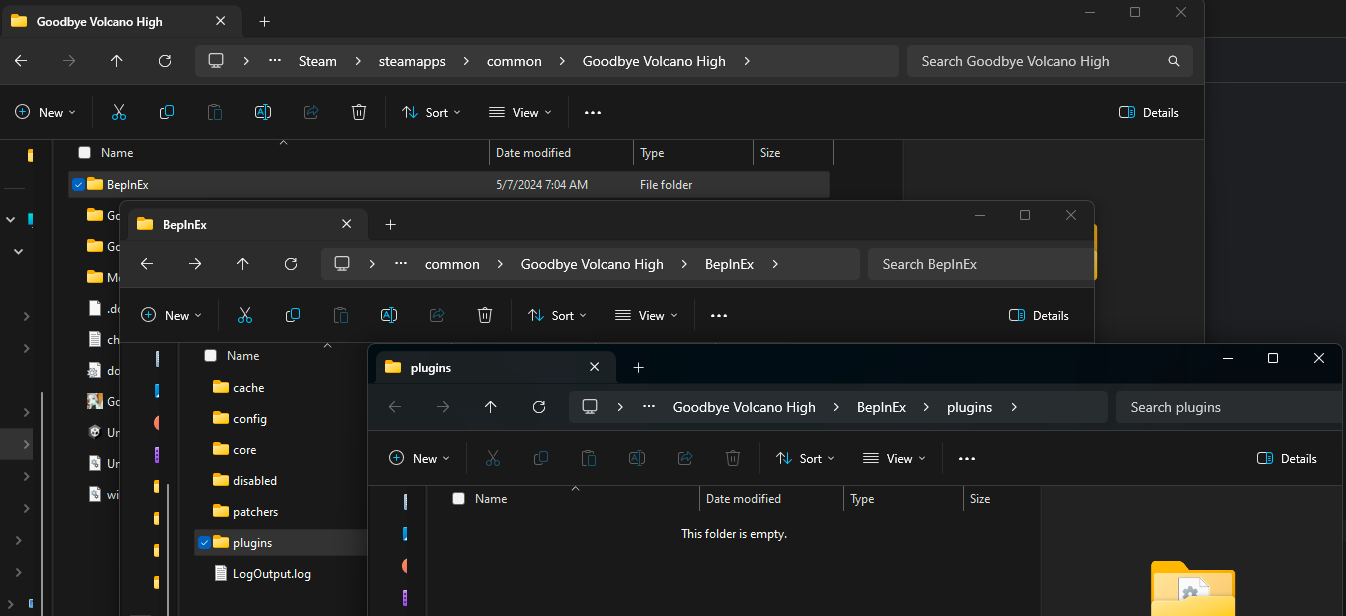 Goodbye Volcano High
Steam steamapps common Goodbye Volcano High Search Goodbye Volcano High
New Sort View Details
Name Date modified Type Size
BepInEx 5/7/2024 7:04 AM File folder
Go
BepInEx
Go
common Goodbye Volcano High BepInEx Search BepInEx
M
.do
New Sort View Details
ch
Name
plugins
do
cache
Go
Goodbye Volcano High BepInEx plugins Search plugins
config
Un
core
New Sort View Details
Un
disabled
wi
Name Date modified Type Size
patchers
This folder is empty.
plugins
LogOutput.log